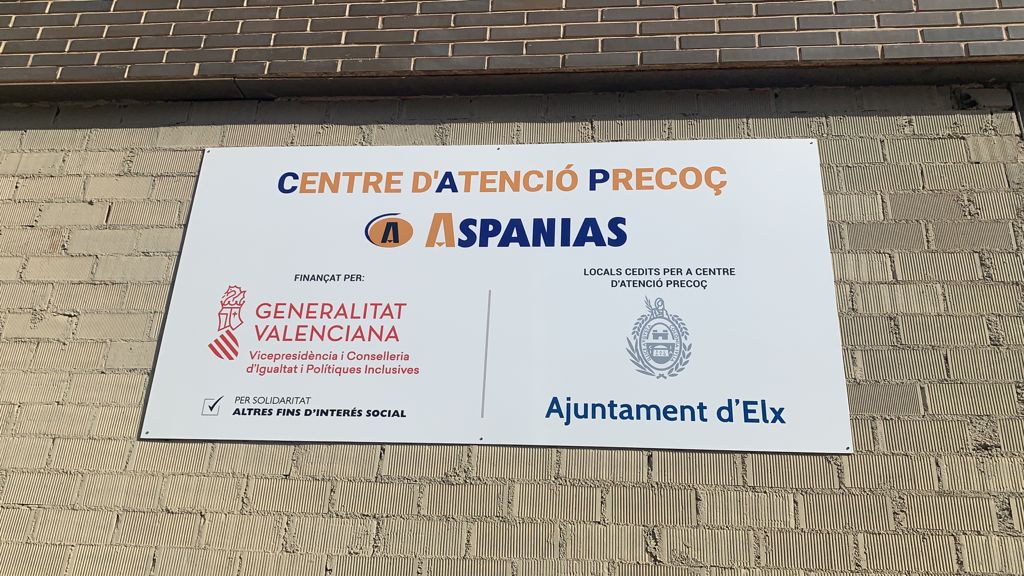 CENTRE D'ATENCIÓ PRECOÇ
A ASPANIAS
FINANÇAT PER:
GENERALITAT
VALENCIANA
Vicepresidència i Conselleria
d'Igualtat i Polítiques Inclusives
PER SOLIDARITAT
ALTRES FINS D'INTERÉS SOCIAL
LOCALS CEDITS PER A CENTRE
D'ATENCIÓ PRECOÇ
Ajuntament d'Elx